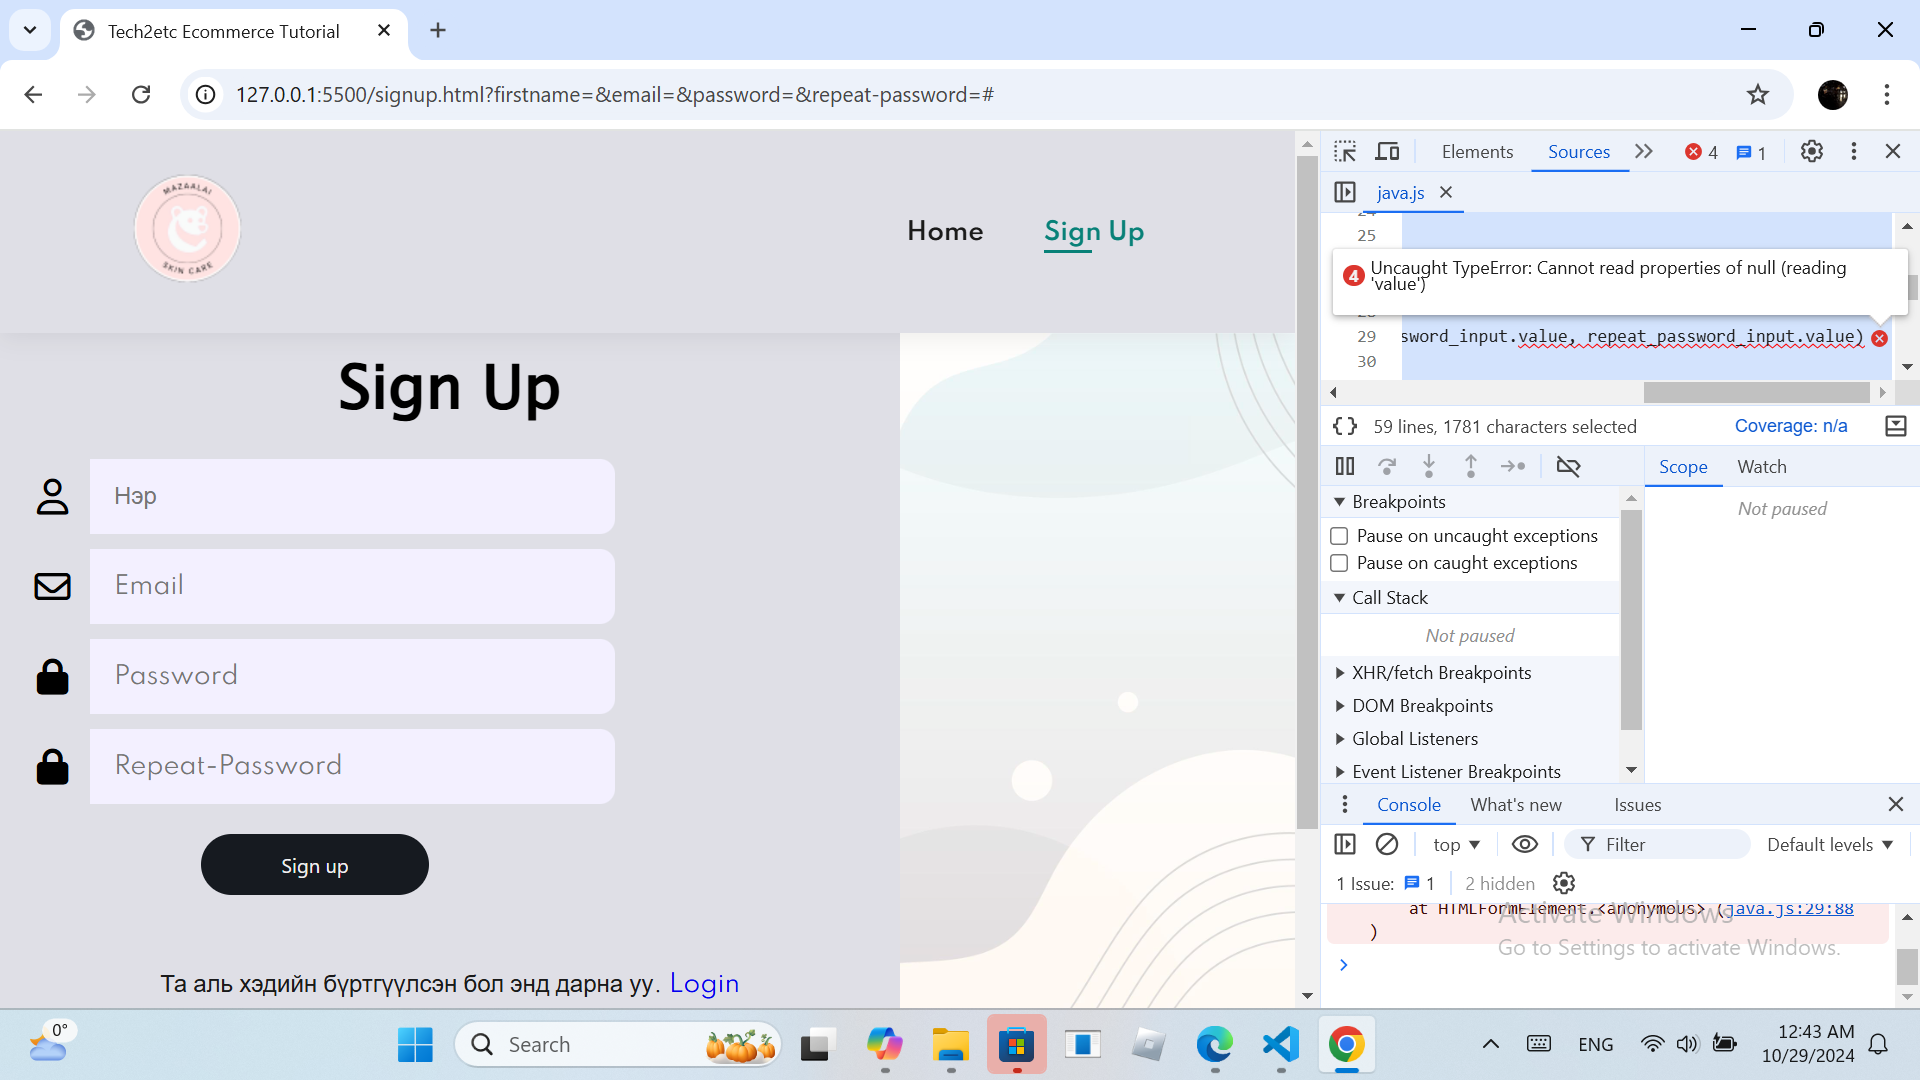 Tech2etc Ecommerce Tutorial
127.0.0.1:5500/signup.html?firstname=&email=&password=&repeat-password=#
MAZAALAI
SKIN CARE
Home
Sign Up
Sign Up
Нэр
Email
Password
Repeat-Password
Sign up
Та аль хэдийн бүртгүүлсэн бол энд дарна уу. Login
Elements
Sources
4
1
java.js
24
25
4 Uncaught TypeError: Cannot read properties of null (reading
'value')
28
29 sword_input.value, repeat_password_input.value)
30
{} 59 lines, 1781 characters selected
Coverage: n/a
Scope
Watch
Not paused
Breakpoints
Pause on uncaught exceptions
Pause on caught exceptions
Call Stack
Not paused
XHR/fetch Breakpoints
DOM Breakpoints
Global Listeners
Event Listener Breakpoints
Console
What's new
Issues
top
Filter
Default levels
1 Issue: 1
2 hidden
at HTMLFormElement.<anonymous> (java.js:29:88
)
Activate Windows
Go to Settings to activate Windows.
0°
Search
ENG
12:43 AM
10/29/2024